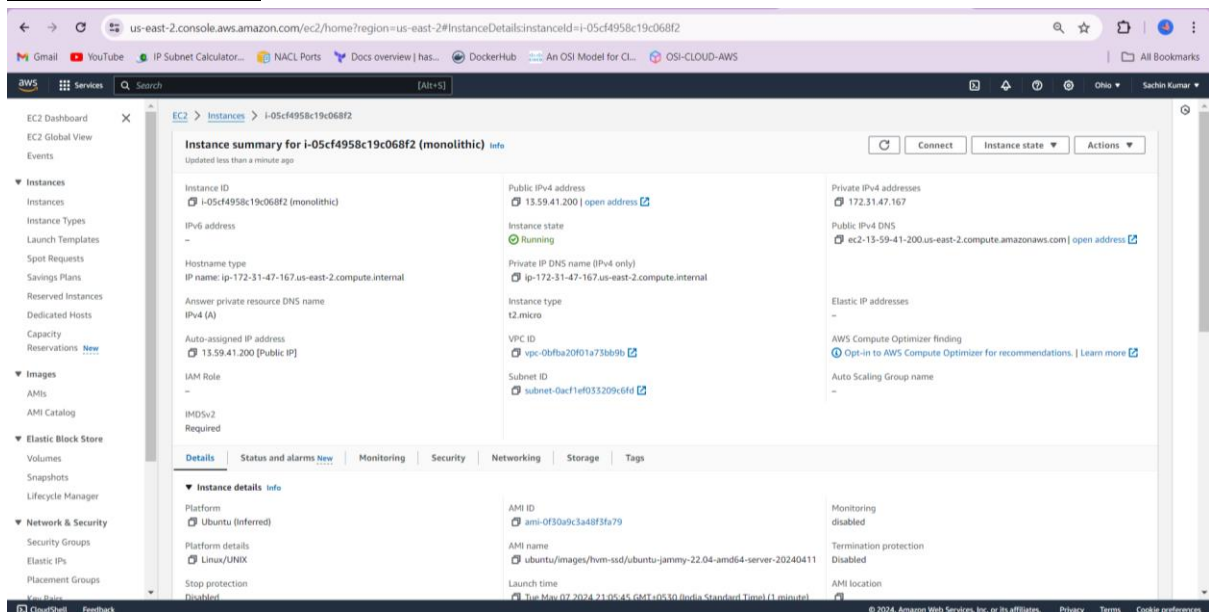 us-east-2.console.aws.amazon.com/ec2/home?region=us-east-2#InstanceDetails:instanceId=i-05cf4958c19c068f2
Gmail YouTube IP Subnet Calculator... NACL Ports Docs overview | has... DockerHub An OSI Model for Cl... OSI-CLOUD-AWS All Bookmarks
aws Services Search [Alt+S] Ohio Sachin Kumar
EC2 Dashboard
EC2 Global View
Events
Instances
Instances
Instance Types
Launch Templates
Spot Requests
Savings Plans
Reserved Instances
Dedicated Hosts
Capacity
Reservations New
Images
AMIs
AMI Catalog
Elastic Block Store
Volumes
Snapshots
Lifecycle Manager
Network & Security
Security Groups
Elastic IPs
Placement Groups
Key Pairs
EC2 > Instances > i-05cf4958c19c068f2
Instance summary for i-05cf4958c19c068f2 (monolithic) Info
Updated less than a minute ago
Connect Instance state Actions
Instance ID
i-05cf4958c19c068f2 (monolithic)
Public IPv4 address
13.59.41.200 | open address
Private IPv4 addresses
172.31.47.167
IPv6 address
–
Instance state
Running
Public IPv4 DNS
ec2-13-59-41-200.us-east-2.compute.amazonaws.com | open address
Hostname type
IP name: ip-172-31-47-167.us-east-2.compute.internal
Private IP DNS name (IPv4 only)
ip-172-31-47-167.us-east-2.compute.internal
Answer private resource DNS name
IPv4 (A)
Instance type
t2.micro
Elastic IP addresses
–
Auto-assigned IP address
13.59.41.200 [Public IP]
VPC ID
vpc-0bfba20f01a73bb9b
AWS Compute Optimizer finding
Opt-in to AWS Compute Optimizer for recommendations. | Learn more
IAM Role
–
Subnet ID
subnet-0acf1ef033209c6fd
Auto Scaling Group name
–
IMDSv2
Required
Details Status and alarms New Monitoring Security Networking Storage Tags
Instance details Info
Platform
Ubuntu (Inferred)
AMI ID
ami-0f30a9c3a48f3fa79
Monitoring
disabled
Platform details
Linux/UNIX
AMI name
ubuntu/images/hvm-ssd/ubuntu-jammy-22.04-amd64-server-20240411
Termination protection
Disabled
Stop protection
Disabled
Launch time
Tue May 07 2024 21:05:45 GMT+0530 (India Standard Time) (1 minute)
AMI location
CloudShell Feedback © 2024, Amazon Web Services, Inc. or its affiliates. Privacy Terms Cookie preferences